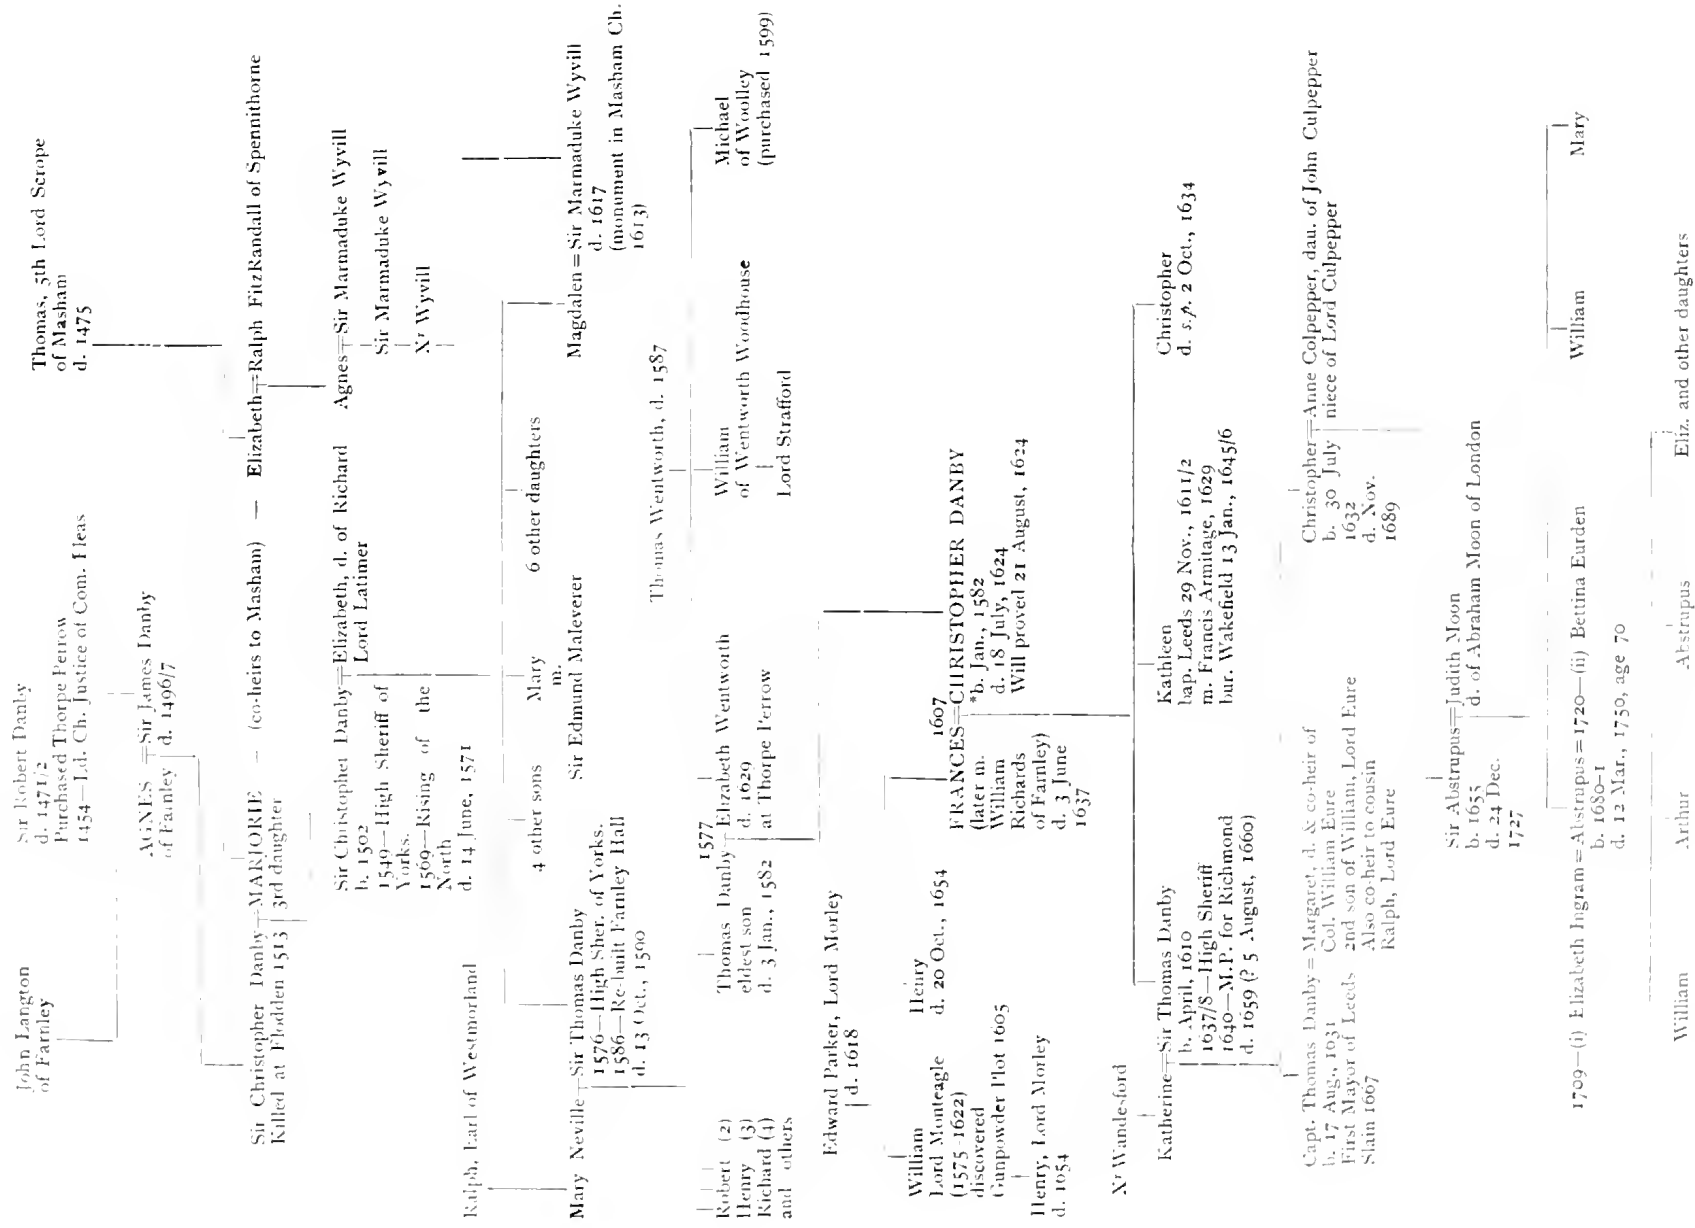 Sir Robert Danby
d. 1471/2
Purchased Thorpe Perrow
1454—Ld. Ch. Justice of Com. Pleas
Thomas, 5th Lord Scrope
of Masham
d. 1475
John Langton
of Farnley
AGNES = Sir James Danby
of Farnley d. 1496/7
Sir Christopher Danby = MARJORIE — (co-heirs to Masham) — Elizabeth = Ralph FitzRandall of Spennithorne
Killed at Flodden 1513 3rd daughter
Sir Christopher Danby = Elizabeth, d. of Richard
Lord Latimer
b. 1502
1549—High Sheriff of
Yorks.
1569—Rising of the
North
d. 14 June, 1571
Agnes = Sir Marmaduke Wyvill
Sir Marmaduke Wyvill
Xr Wyvill
Ralph, Earl of Westmorland
4 other sons
Mary
m.
Sir Edmund Maleverer
6 other daughters
Magdalen = Sir Marmaduke Wyvill
d. 1617
(monument in Masham Ch.
1613)
Mary Neville = Sir Thomas Danby
1576—High Sher. of Yorks.
1586—Re-built Farnley Hall
d. 13 Oct., 1590
Thomas Wentworth, d. 1587
Robert (2)
Henry (3)
Richard (4)
and others
1577
Thomas Danby = Elizabeth Wentworth
eldest son d. 1629
d. 3 Jan., 1582 at Thorpe Perrow
William
of Wentworth Woodhouse
Lord Strafford
Michael
of Woolley
(purchased 1599)
Edward Parker, Lord Morley
d. 1618
William
Lord Monteagle
(1575-1622)
discovered
Gunpowder Plot 1605
Henry, Lord Morley
d. 1654
Henry
d. 20 Oct., 1654
1607
FRANCES = CHRISTOPHER DANBY
(later m.
William
Richards
of Farnley)
d. 3 June
1637
*b. Jan., 1582
d. 18 July, 1624
Will proved 21 August, 1624
Xr Wandesford
Katherine = Sir Thomas Danby
b. April, 1610
1637/8—High Sheriff
1640—M.P. for Richmond
d. 1659 (? 5 August, 1660)
Kathleen
bap. Leeds 29 Nov., 1611/2
m. Francis Armitage, 1629
bur. Wakefield 13 Jan., 1645/6
Christopher
d. s.p. 2 Oct., 1634
Capt. Thomas Danby = Margaret, d. & co-heir of
b. 17 Aug., 1631 Col. William Eure
First Mayor of Leeds 2nd son of William, Lord Eure
Slain 1667 Also co-heir to cousin
Ralph, Lord Eure
Christopher = Anne Colpepper, dau. of John Culpepper
b. 30 July niece of Lord Culpepper
1632
d. Nov.
1689
Sir Abstrupus = Judith Moon
b. 1655 d. of Abraham Moon of London
d. 24 Dec.
1727
1709—(i) Elizabeth Ingram = Abstrupus = 1720—(ii) Bettina Eurden
b. 1680-1
d. 12 Mar., 1750, age 70
William
Mary
William
Arthur
Abstrupus
Eliz. and other daughters